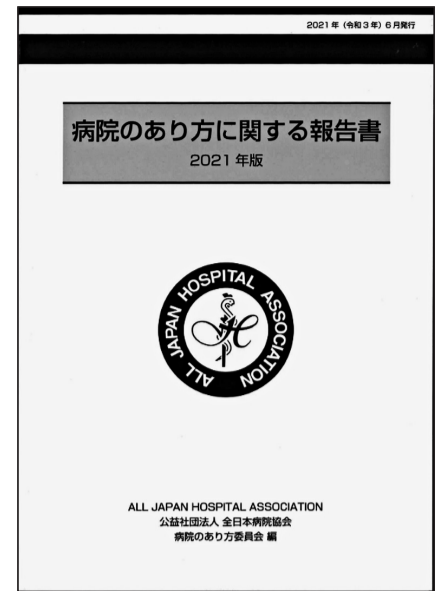 2021年（令和3年）6月発行
病院のあり方に関する報告書
2021年版
ALL JAPAN HOSPITAL ASSOCIATION
ALL JAPAN HOSPITAL ASSOCIATION
公益社団法人 全日本病院協会
病院のあり方委員会 編